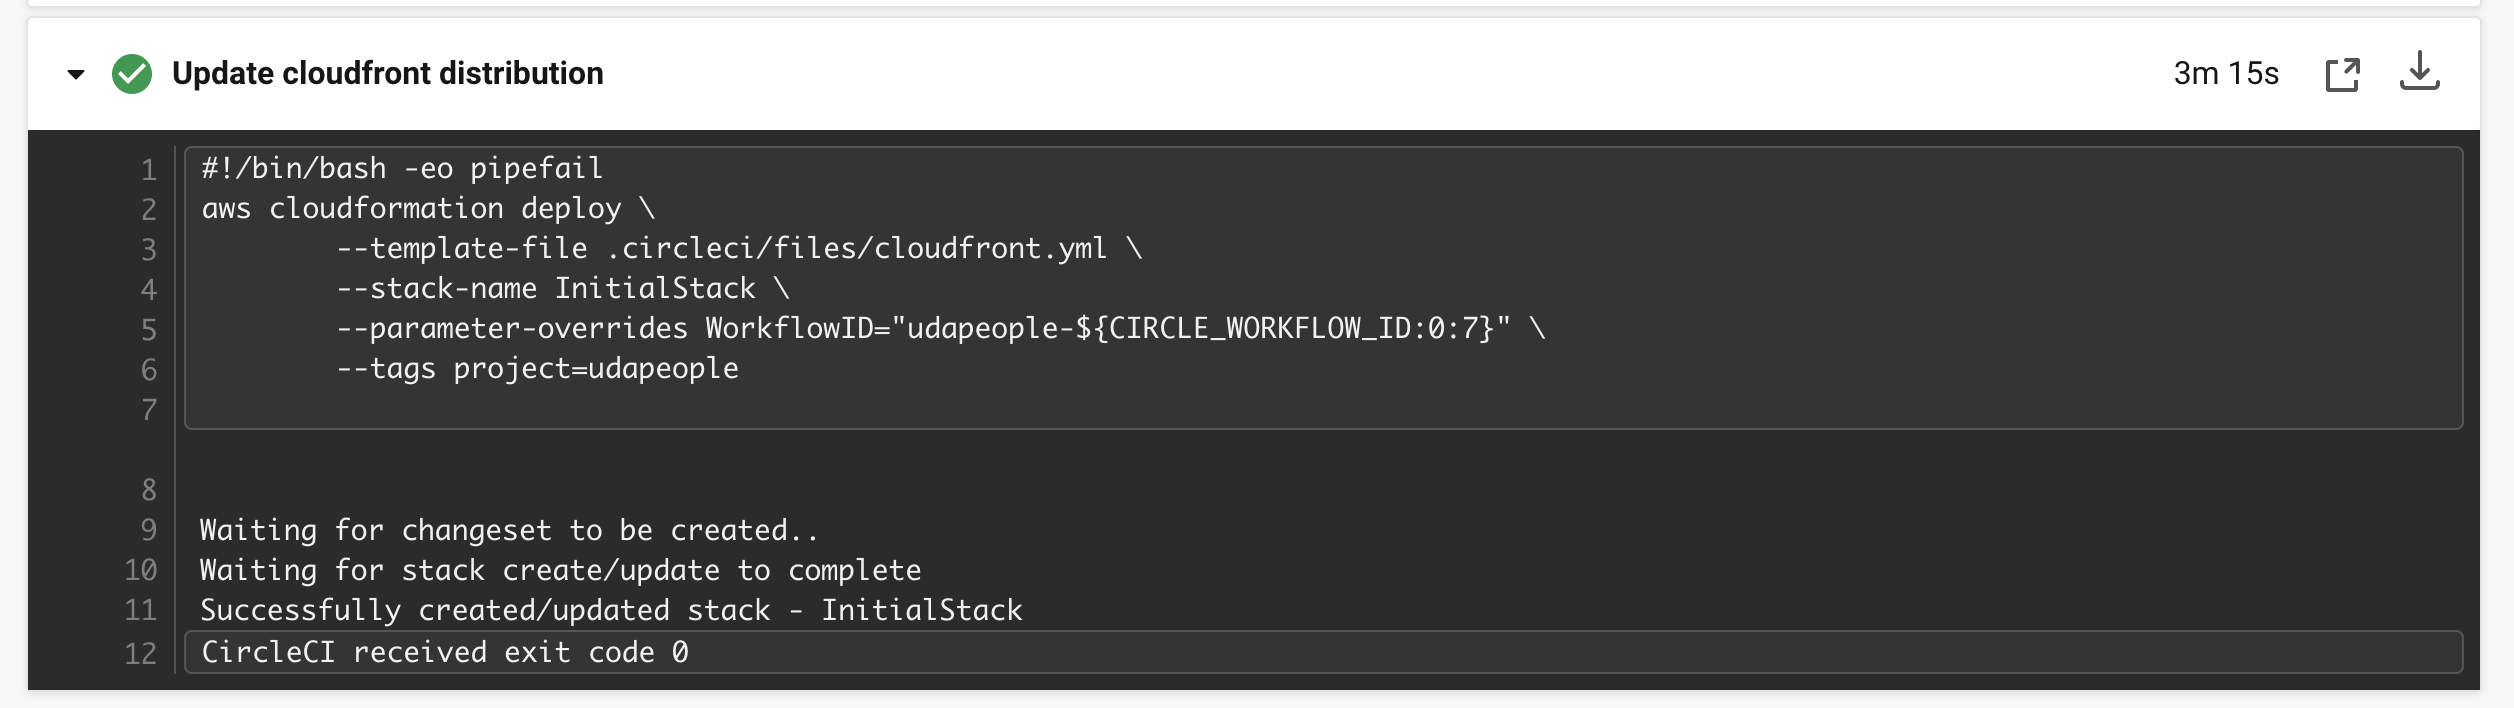 Update cloudfront distribution 3m 15s
1 #!/bin/bash -eo pipefail
2 aws cloudformation deploy \
3 --template-file .circleci/files/cloudfront.yml \
4 --stack-name InitialStack \
5 --parameter-overrides WorkflowID="udapeople-${CIRCLE_WORKFLOW_ID:0:7}" \
6 --tags project=udapeople
7
8
9 Waiting for changeset to be created..
10 Waiting for stack create/update to complete
11 Successfully created/updated stack - InitialStack
12 CircleCI received exit code 0